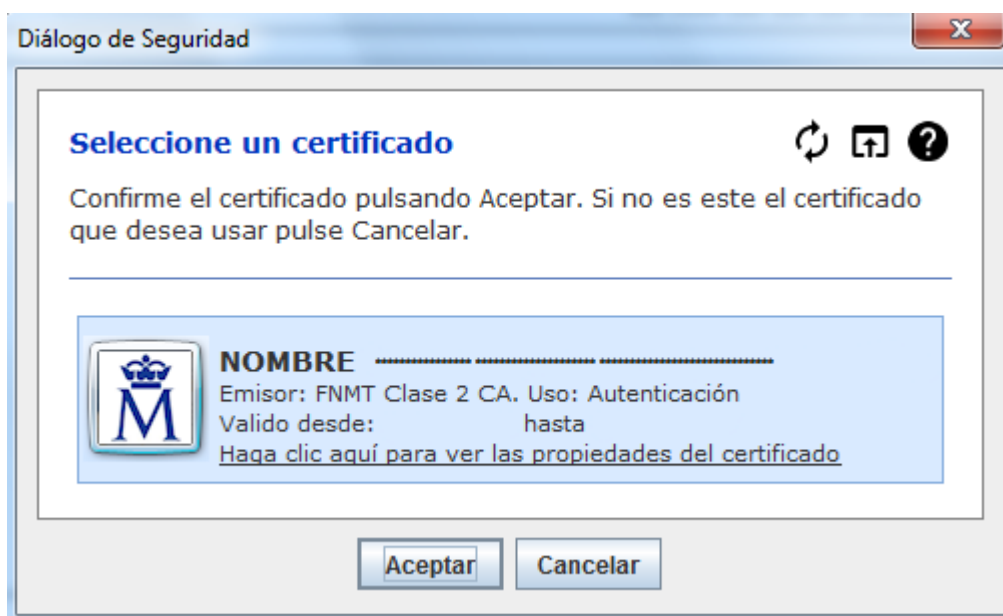 Diálogo de Seguridad
Seleccione un certificado
Confirme el certificado pulsando Aceptar. Si no es este el certificado
que desea usar pulse Cancelar.
NOMBRE
Emisor: FNMT Clase 2 CA. Uso: Autenticación
Valido desde: hasta
Haga clic aquí para ver las propiedades del certificado
Aceptar Cancelar